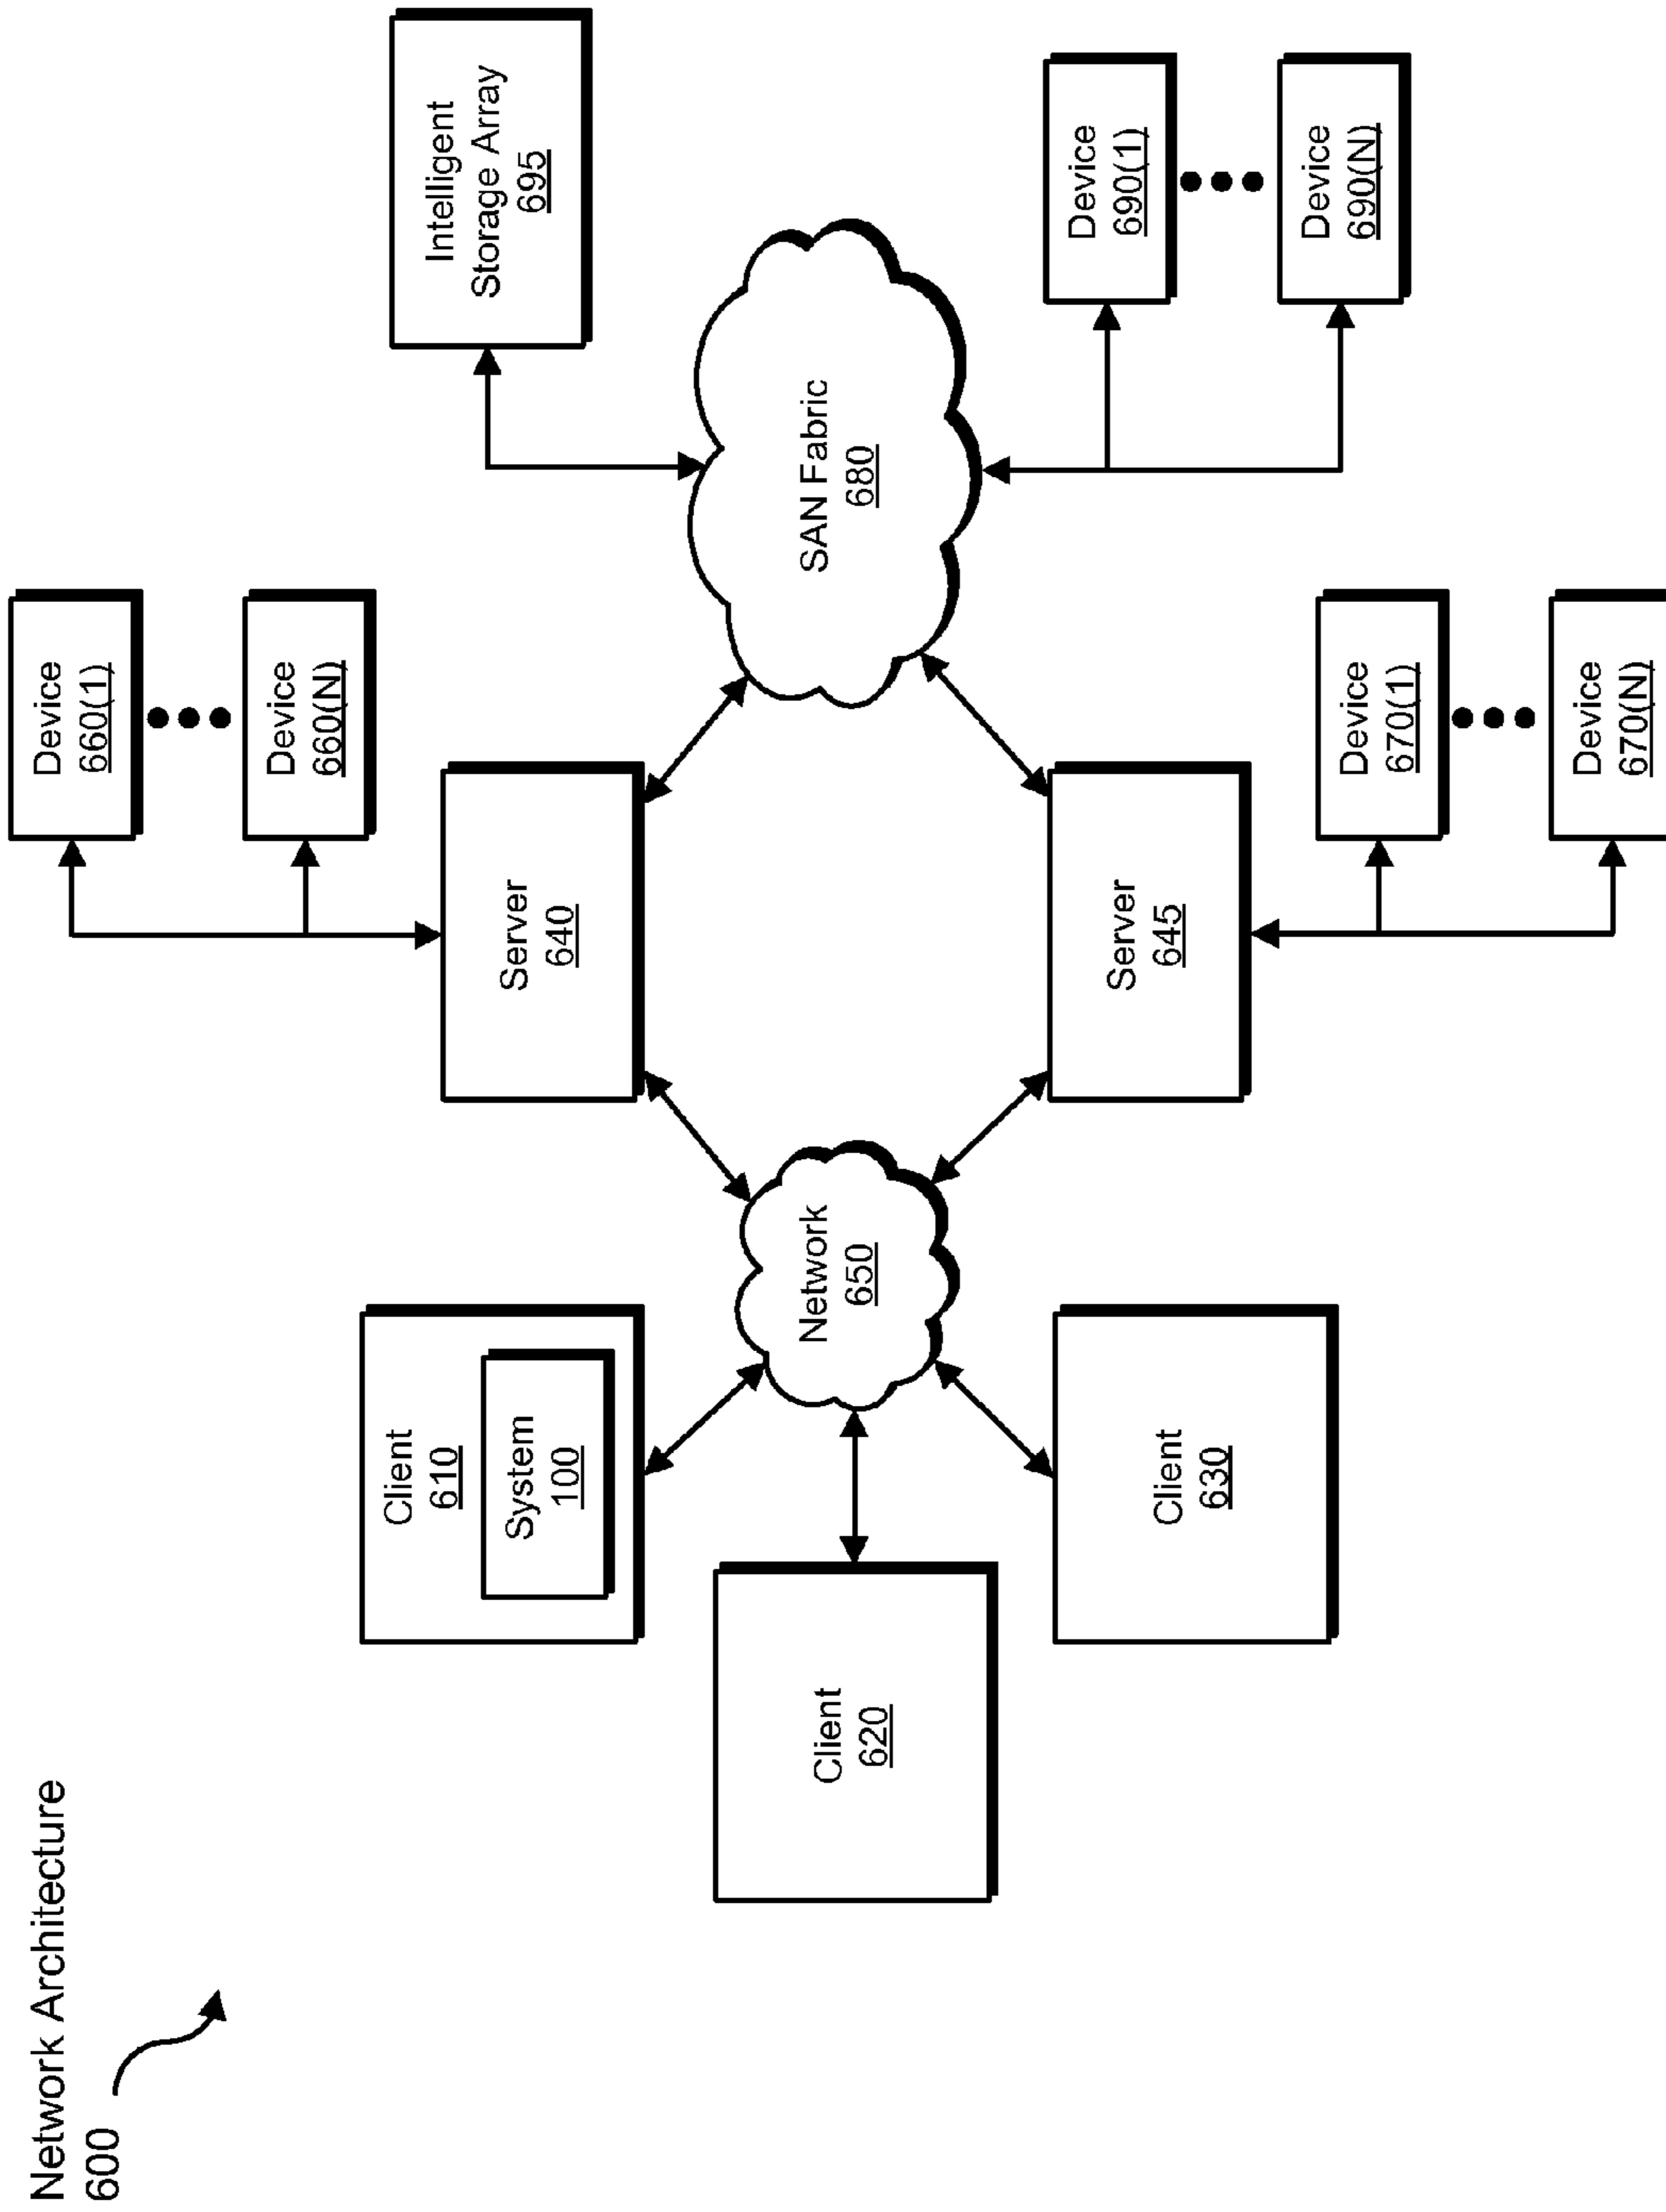 Network Architecture
600
Device
660(1)
Device
660(N)
Intelligent
Storage Array
695
Client
610
System
100
Server
640
Client
620
Network
650
SAN Fabric
680
Client
630
Server
645
Device
690(1)
Device
690(N)
Device
670(1)
Device
670(N)